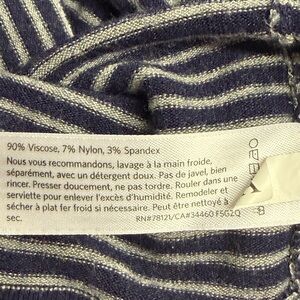 90% Viscose, 7% Nylon, 3% Spandex
Nous vous recommandons, lavage à la main froide,
séparément, avec un détergent doux. Pas de javel, bien
rincer. Presser doucement, ne pas tordre. Rouler dans une
serviette pour enlever l'excès d'humidité. Remodeler et
sécher à plat fer froid si nécessaire. Peut être nettoyé à
sec.
RN#78121/CA#34460 F5G2Q